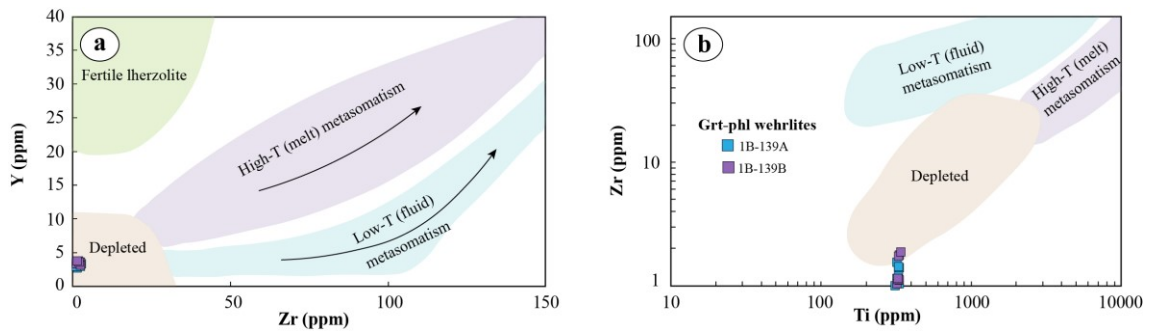 a
40
35
30
25
20
15
10
5
0
Y (ppm)
Fertile lherzolite
High-T (melt) metasomatism
Low-T (fluid)
metasomatism
Depleted
0
50
100
150
Zr (ppm)
b
100
10
1
Zr (ppm)
Low-T (fluid)
metasomatism
High-T (melt)
metasomatism
Grt-phl wehrlites
1B-139A
1B-139B
Depleted
10
100
1000
10000
Ti (ppm)